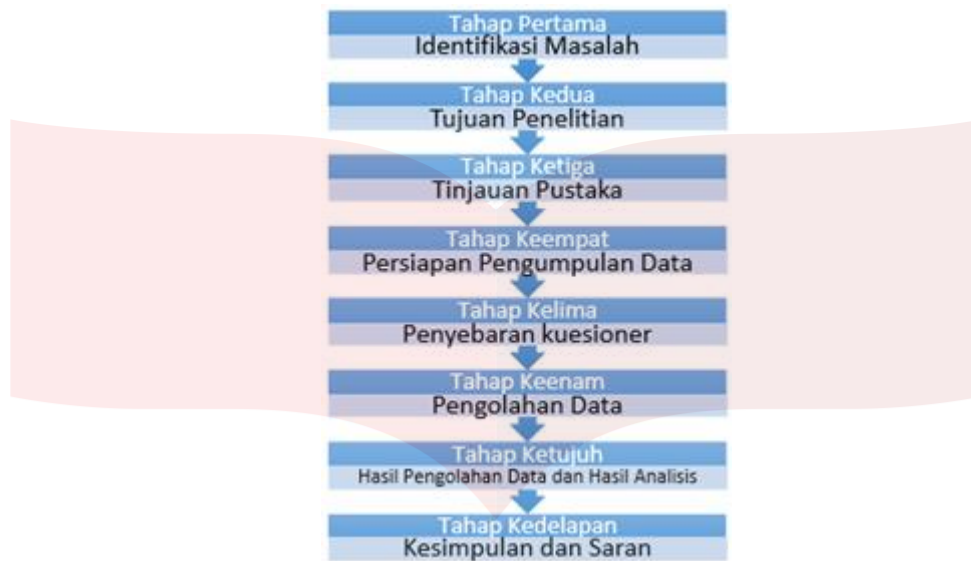 Tahap Pertama
Identifikasi Masalah
Tahap Kedua
Tujuan Penelitian
Tahap Ketiga
Tinjauan Pustaka
Tahap Keempat
Persiapan Pengumpulan Data
Tahap Kelima
Penyebaran kuesioner
Tahap Keenam
Pengolahan Data
Tahap Ketujuh
Hasil Pengolahan Data dan Hasil Analisis
Tahap Kedelapan
Kesimpulan dan Saran